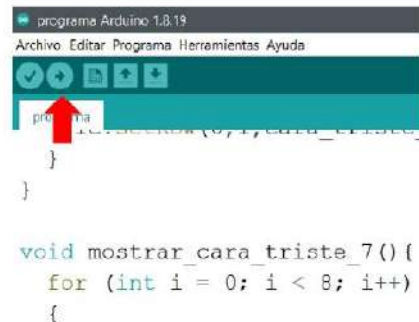 programa Arduino 1.8.19
Archivo Editar Programa Herramientas Ayuda
}
}
void mostrar_cara_triste_7(){
for (int i = 0; i < 8; i++)
{